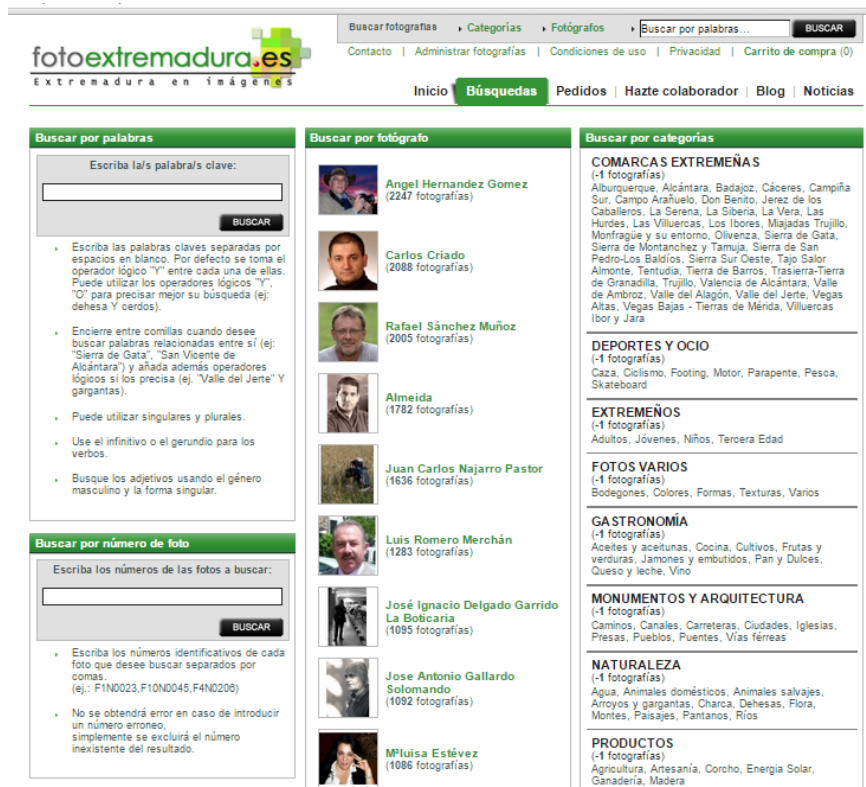 Buscar fotografias Categorías Fotógrafos Buscar por palabras... BUSCAR
Contacto | Administrar fotografías | Condiciones de uso | Privacidad | Carrito de compra (0)
fotoextremadura.es
Extremadura en imágenes
Inicio Búsquedas Pedidos | Hazte colaborador | Blog | Noticias
Buscar por palabras
Escriba la/s palabra/s clave:
BUSCAR
Escriba las palabras claves separadas por
espacios en blanco. Por defecto se toma el
operador lógico "Y" entre cada una de ellas.
Puede utilizar los operadores lógicos "Y",
"O" para precisar mejor su búsqueda (ej:
dehesa Y cerdos).
Encierre entre comillas cuando desee
buscar palabras relacionadas entre sí (ej:
"Sierra de Gata", "San Vicente de
Alcántara") y añada además operadores
lógicos si los precisa (ej. "Valle del Jerte" Y
gargantas).
Puede utilizar singulares y plurales.
Use el infinitivo o el gerundio para los
verbos.
Busque los adjetivos usando el género
masculino y la forma singular.
Buscar por número de foto
Escriba los números de las fotos a buscar:
BUSCAR
Escriba los números identificativos de cada
foto que desee buscar separados por
comas.
(ej.: F1N0023,F10N0045,F4N0206)
No se obtendrá error en caso de introducir
un número erroneo,
simplemente se excluirá el número
inexistente del resultado.
Buscar por fotógrafo
Angel Hernandez Gomez
(2247 fotografías)
Carlos Criado
(2088 fotografías)
Rafael Sánchez Muñoz
(2005 fotografías)
Almeida
(1782 fotografías)
Juan Carlos Najarro Pastor
(1636 fotografías)
Luis Romero Merchán
(1283 fotografías)
José Ignacio Delgado Garrido
La Boticaria
(1095 fotografías)
Jose Antonio Gallardo
Solomando
(1092 fotografías)
MªLuisa Estévez
(1086 fotografías)
Buscar por categorías
COMARCAS EXTREMEÑAS
(-1 fotografías)
Alburquerque, Alcántara, Badajoz, Cáceres, Campiña
Sur, Campo Arañuelo, Don Benito, Jerez de los
Caballeros, La Serena, La Siberia, La Vera, Las
Hurdes, Las Villuercas, Los Ibores, Miajadas Trujillo,
Monfragüe y su entorno, Olivenza, Sierra de Gata,
Sierra de Montanchez y Tamuja, Sierra de San
Pedro-Los Baldíos, Sierra Sur Oeste, Tajo Salor
Almonte, Tentudia, Tierra de Barros, Trasierra-Tierra
de Granadilla, Trujillo, Valencia de Alcántara, Valle
de Ambroz, Valle del Alagón, Valle del Jerte, Vegas
Altas, Vegas Bajas - Tierras de Mérida, Villuercas
Ibor y Jara
DEPORTES Y OCIO
(-1 fotografías)
Caza, Ciclismo, Footing, Motor, Parapente, Pesca,
Skateboard
EXTREMEÑOS
(-1 fotografías)
Adultos, Jóvenes, Niños, Tercera Edad
FOTOS VARIOS
(-1 fotografías)
Bodegones, Colores, Formas, Texturas, Varios
GASTRONOMÍA
(-1 fotografías)
Aceites y aceitunas, Cocina, Cultivos, Frutas y
verduras, Jamones y embutidos, Pan y Dulces,
Queso y leche, Vino
MONUMENTOS Y ARQUITECTURA
(-1 fotografías)
Caminos, Canales, Carreteras, Ciudades, Iglesias,
Presas, Pueblos, Puentes, Vías férreas
NATURALEZA
(-1 fotografías)
Agua, Animales domésticos, Animales salvajes,
Arroyos y gargantas, Charca, Dehesas, Flora,
Montes, Paisajes, Pantanos, Ríos
PRODUCTOS
(-1 fotografías)
Agricultura, Artesanía, Corcho, Energia Solar,
Ganadería, Madera